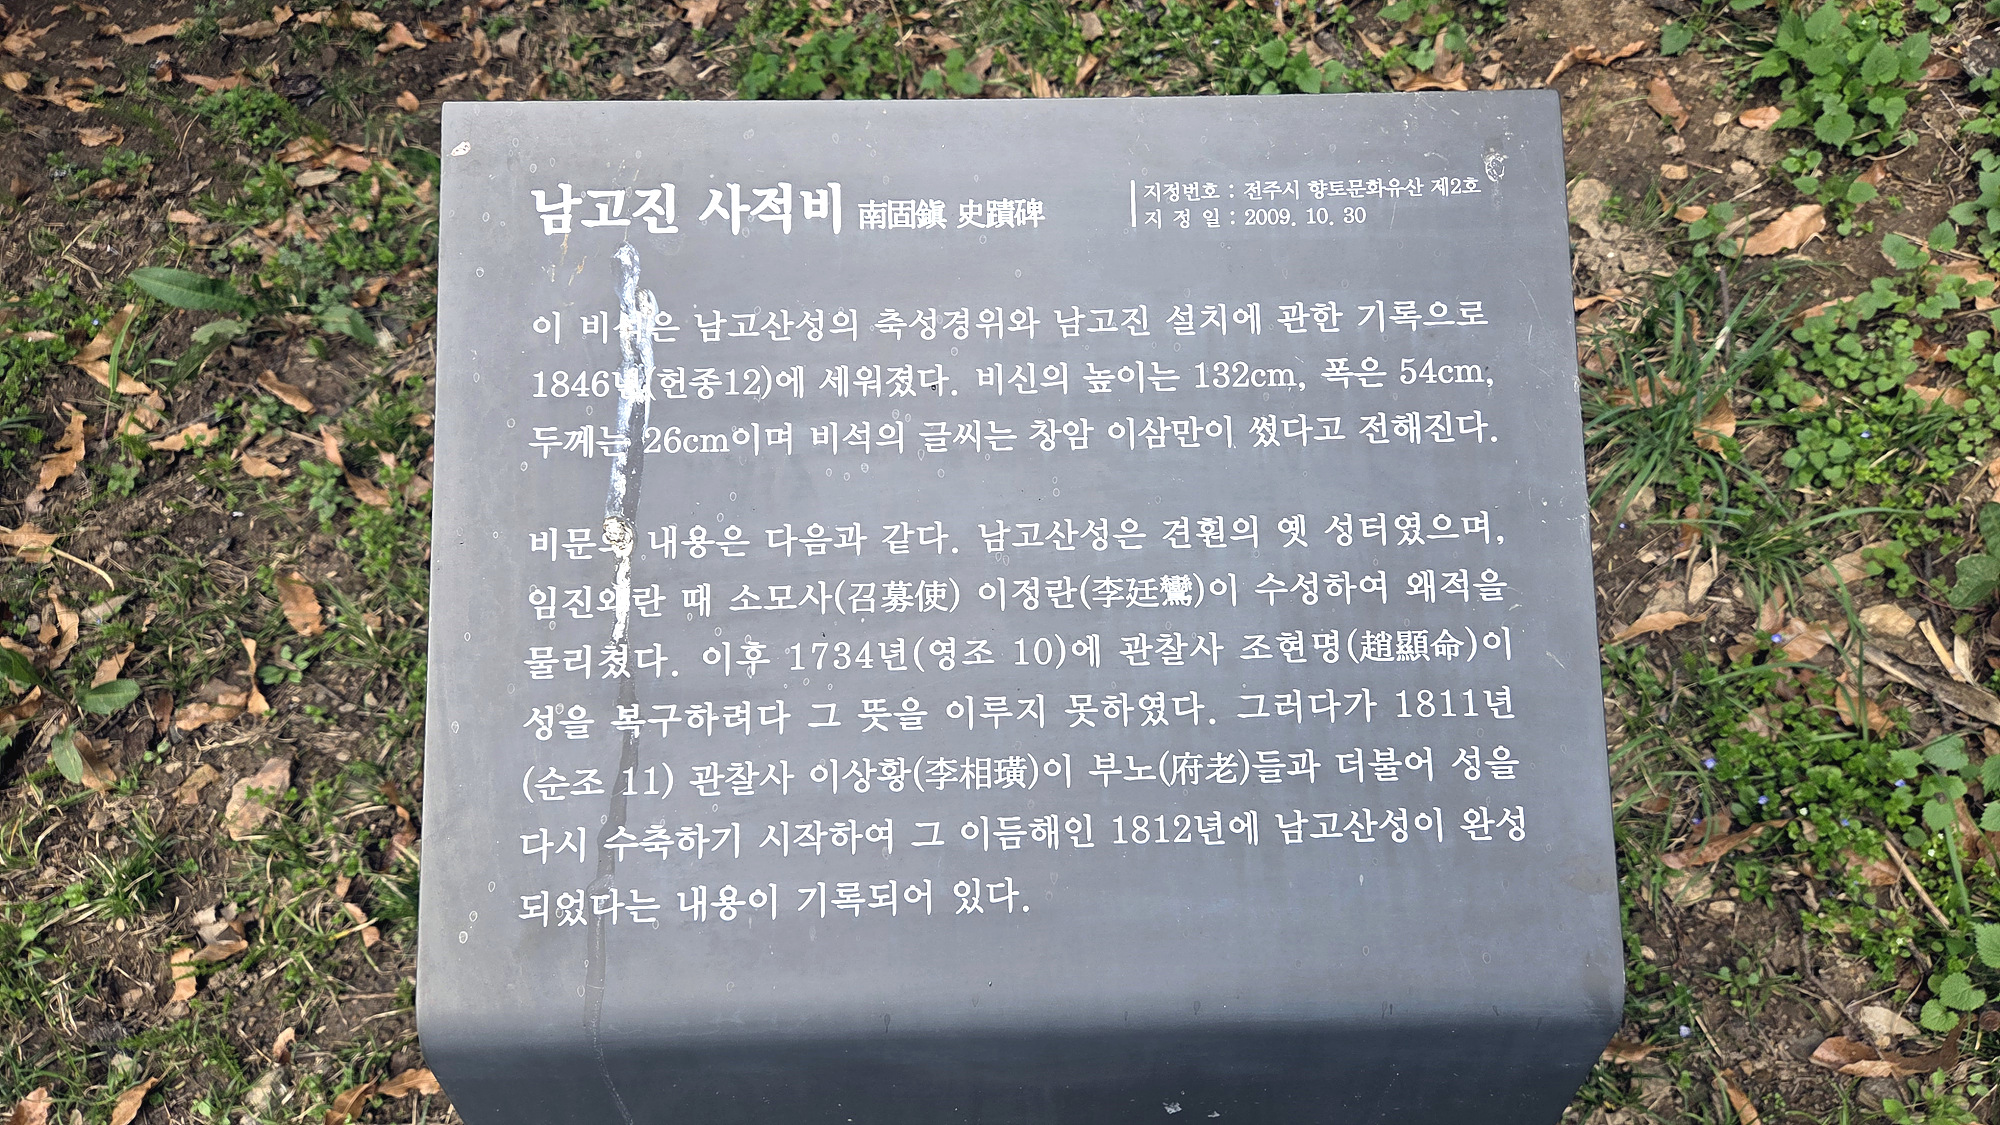 남고진 사적비 南固鎭 史蹟碑
지정번호 : 전주시 향토문화유산 제2호
지 정 일 : 2009. 10. 30
이 비석은 남고산성의 축성경위와 남고진 설치에 관한 기록으로
1846년(헌종12)에 세워졌다. 비신의 높이는 132cm, 폭은 54cm,
두께는 26cm이며 비석의 글씨는 창암 이삼만이 썼다고 전해진다.
비문의 내용은 다음과 같다. 남고산성은 견훤의 옛 성터였으며,
임진왜란 때 소모사(召募使) 이정란(李廷鸞)이 수성하여 왜적을
물리쳤다. 이후 1734년(영조 10)에 관찰사 조현명(趙顯命)이
성을 복구하려다 그 뜻을 이루지 못하였다. 그러다가 1811년
(순조 11) 관찰사 이상황(李相璜)이 부노(府老)들과 더불어 성을
다시 수축하기 시작하여 그 이듬해인 1812년에 남고산성이 완성
되었다는 내용이 기록되어 있다.